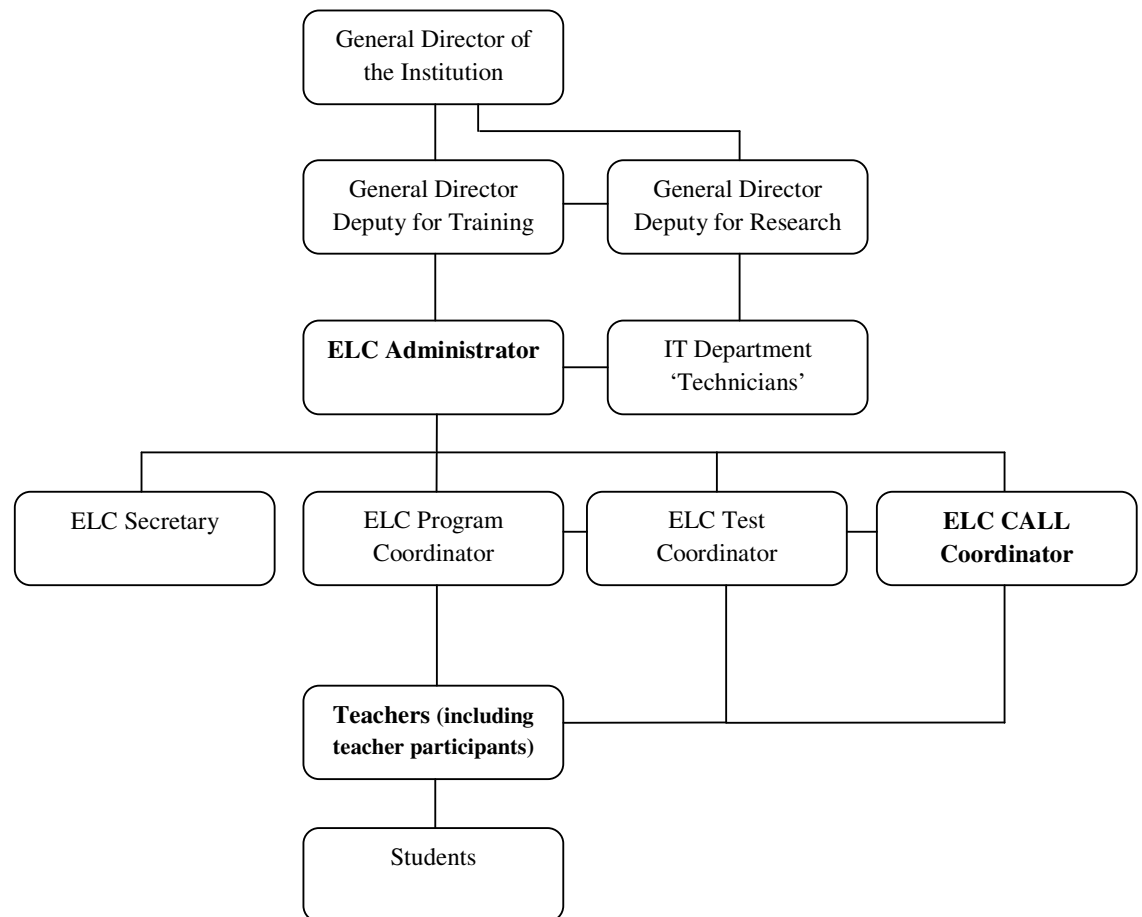 General Director of
the Institution
General Director
Deputy for Training
General Director
Deputy for Research
ELC Administrator
IT Department
‘Technicians’
ELC Secretary
ELC Program
Coordinator
ELC Test
Coordinator
ELC CALL
Coordinator
Teachers (including
teacher participants)
Students